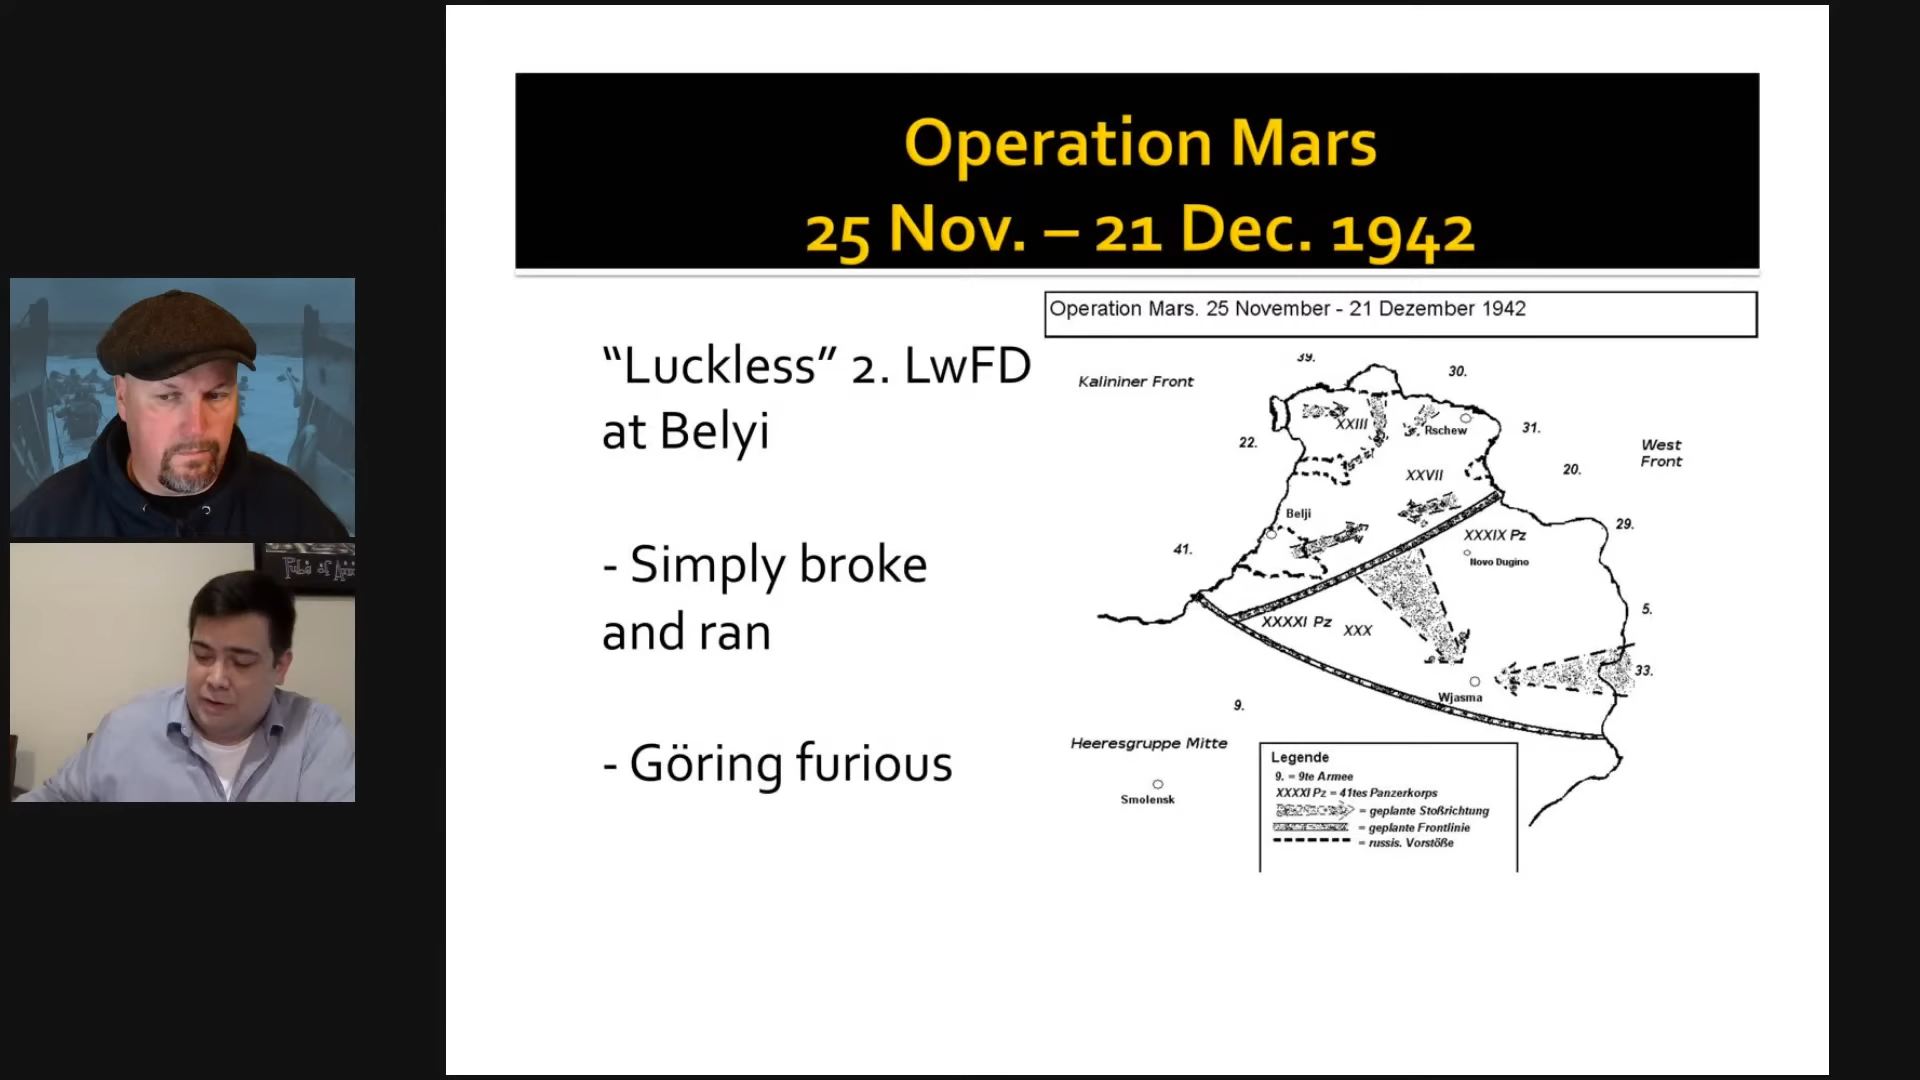 Operation Mars
25 Nov. – 21 Dec. 1942
“Luckless” 2. LwFD
at Belyi
- Simply broke
and ran
- Göring furious
Operation Mars. 25 November - 21 Dezember 1942
39.
Kalininer Front
30.
XXIII
Rschew
31.
22.
West
Front
20.
XXVII
Belji
29.
XXXIX Pz
41.
Novo Dugino
5.
XXXXI Pz
XXX
33.
Wjasma
9.
Heeresgruppe Mitte
Smolensk
Legende
9. = 9te Armee
XXXXI Pz = 41tes Panzerkorps
= geplante Stoßrichtung
= geplante Frontlinie
= russis. Vorstöße